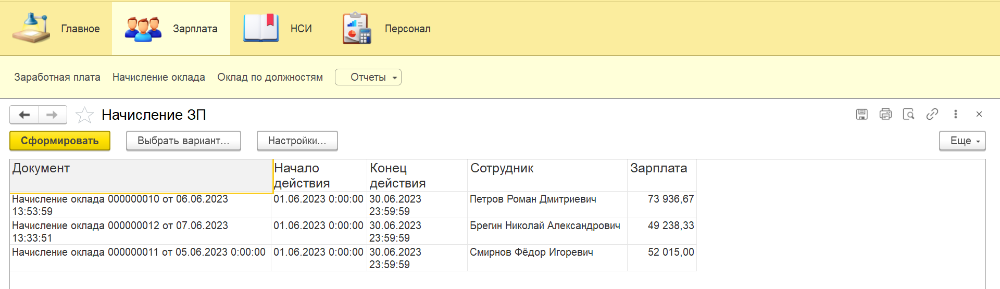 Главное Зарплата НСИ Персонал
Заработная плата Начисление оклада Оклад по должностям Отчеты
Начисление ЗП
Сформировать Выбрать вариант... Настройки... Еще
Документ Начало действия Конец действия Сотрудник Зарплата
Начисление оклада 000000010 от 06.06.2023 13:53:59 01.06.2023 0:00:00 30.06.2023 23:59:59 Петров Роман Дмитриевич 73 936,67
Начисление оклада 000000012 от 07.06.2023 13:33:51 01.06.2023 0:00:00 30.06.2023 23:59:59 Брегин Николай Александрович 49 238,33
Начисление оклада 000000011 от 05.06.2023 0:00:00 01.06.2023 0:00:00 30.06.2023 23:59:59 Смирнов Фёдор Игоревич 52 015,00